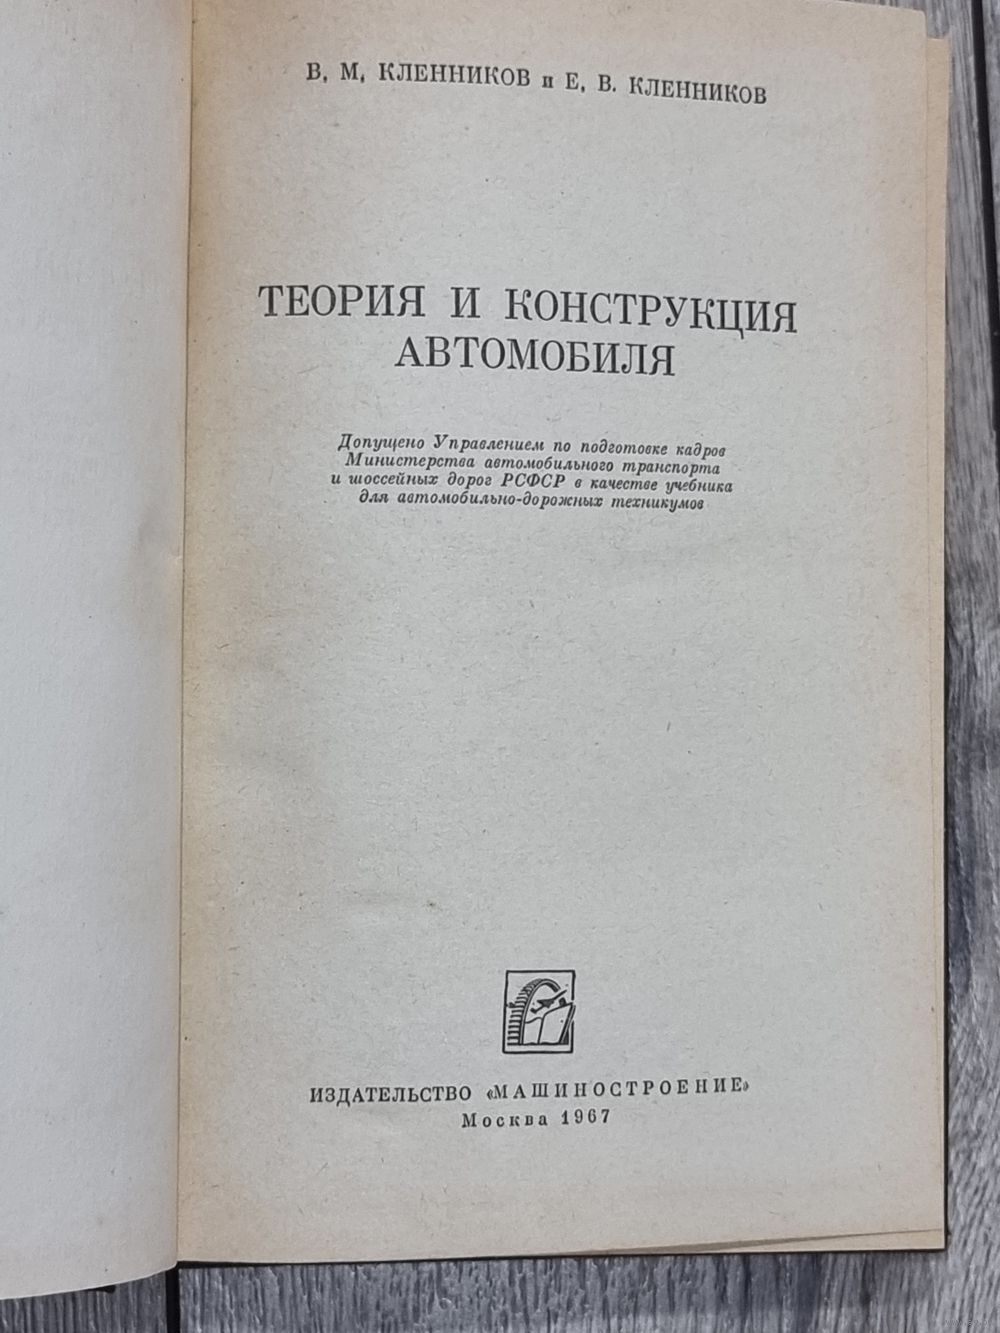 В. М. КЛЕННИКОВ и Е. В. КЛЕННИКОВ
ТЕОРИЯ И КОНСТРУКЦИЯ
АВТОМОБИЛЯ
Допущено Управлением по подготовке кадров
Министерства автомобильного транспорта
и шоссейных дорог РСФСР в качестве учебника
для автомобильно-дорожных техникумов
ИЗДАТЕЛЬСТВО «МАШИНОСТРОЕНИЕ»
Москва 1967